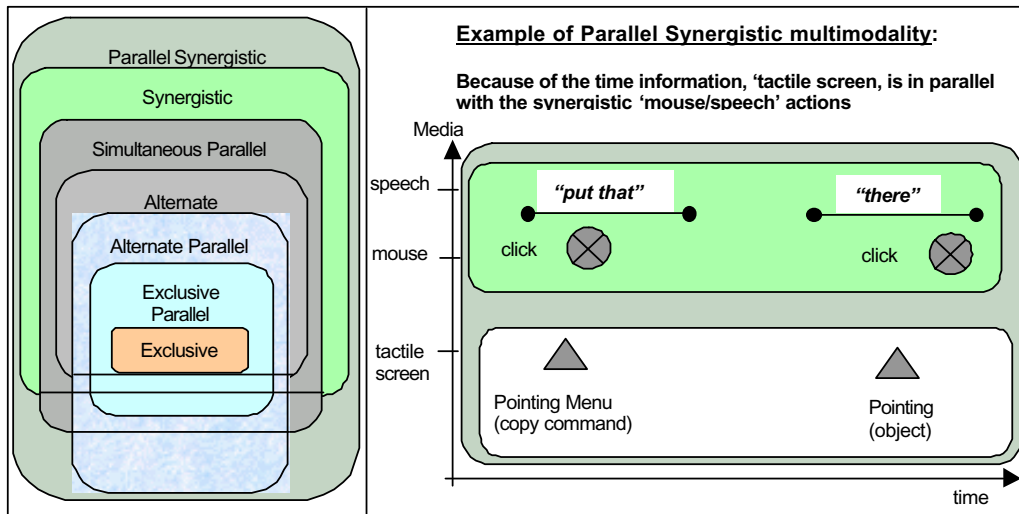 Parallel Synergistic
Synergistic
Simultaneous Parallel
Alternate
Alternate Parallel
Exclusive
Parallel
Exclusive
Example of Parallel Synergistic multimodality:
Because of the time information, ‘tactile screen, is in parallel
with the synergistic ‘mouse/speech’ actions
Media
speech
“put that”
“there”
mouse
click
click
tactile
screen
Pointing Menu
(copy command)
Pointing
(object)
time